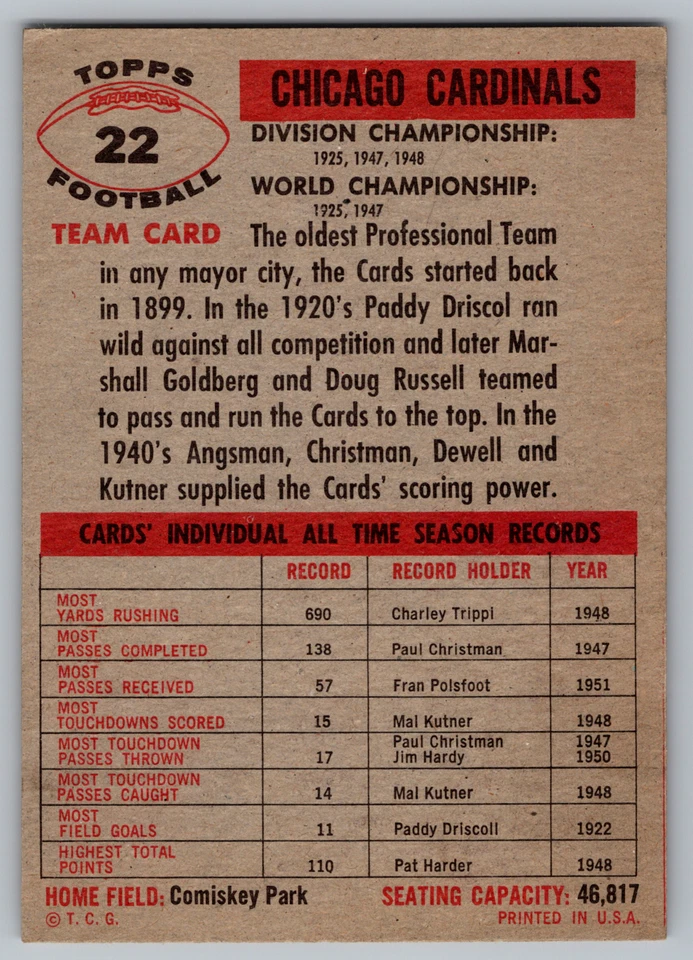 TOPPS
22
FOOTBALL
TEAM CARD
CHICAGO CARDINALS
DIVISION CHAMPIONSHIP:
1925, 1947, 1948
WORLD CHAMPIONSHIP:
1925, 1947
The oldest Professional Team
in any mayor city, the Cards started back
in 1899. In the 1920's Paddy Driscol ran
wild against all competition and later Mar-
shall Goldberg and Doug Russell teamed
to pass and run the Cards to the top. In the
1940's Angsman, Christman, Dewell and
Kutner supplied the Cards' scoring power.
CARDS' INDIVIDUAL ALL TIME SEASON RECORDS
RECORD RECORD HOLDER YEAR
MOST
YARDS RUSHING 690 Charley Trippi 1948
MOST
PASSES COMPLETED 138 Paul Christman 1947
MOST
PASSES RECEIVED 57 Fran Polsfoot 1951
MOST
TOUCHDOWNS SCORED 15 Mal Kutner 1948
MOST TOUCHDOWN Paul Christman 1947
PASSES THROWN 17 Jim Hardy 1950
MOST TOUCHDOWN
PASSES CAUGHT 14 Mal Kutner 1948
MOST
FIELD GOALS 11 Paddy Driscoll 1922
HIGHEST TOTAL
POINTS 110 Pat Harder 1948
HOME FIELD: Comiskey Park SEATING CAPACITY: 46,817
© T. C. G. PRINTED IN U.S.A.